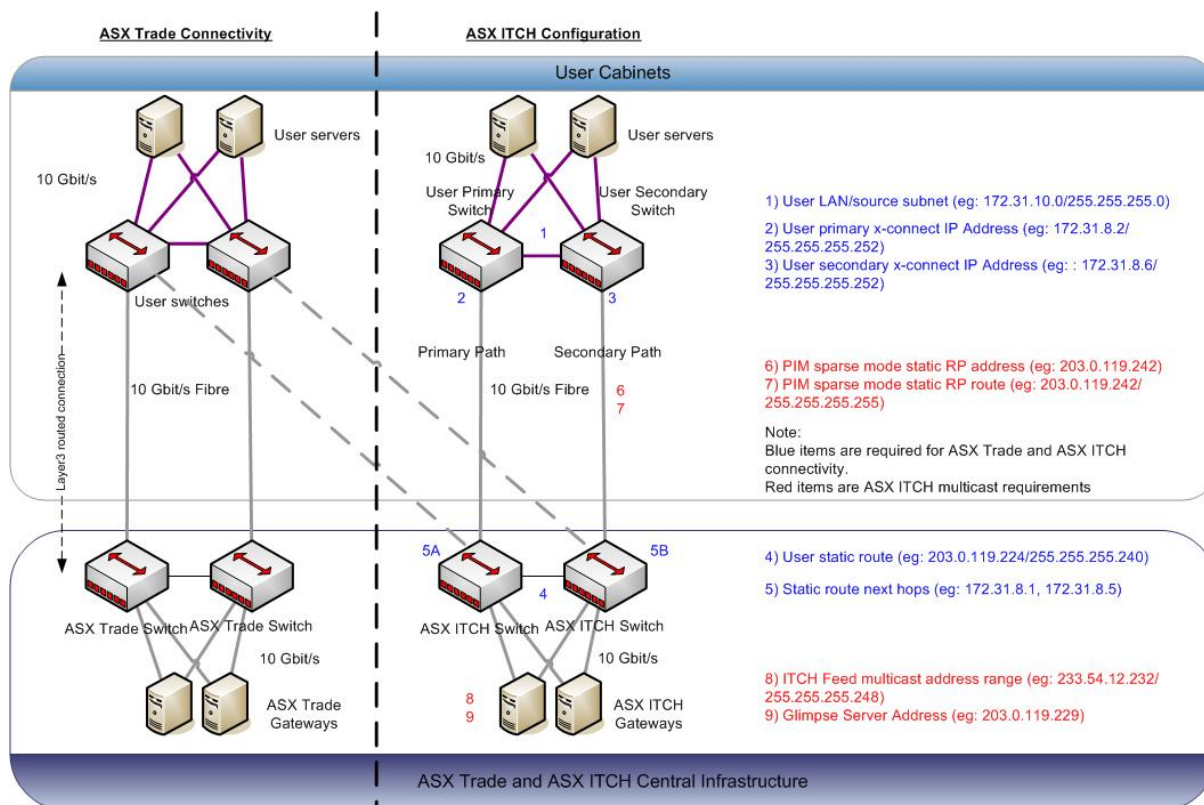 ASX Trade Connectivity
ASX ITCH Configuration
User Cabinets
User servers
User servers
10 Gbit/s
10 Gbit/s
User Primary
Switch
User Secondary
Switch
1
2
3
User switches
1) User LAN/source subnet (eg: 172.31.10.0/255.255.255.0)
2) User primary x-connect IP Address (eg: 172.31.8.2/
255.255.255.252)
3) User secondary x-connect IP Address (eg: : 172.31.8.6/
255.255.255.252)
Layer3 routed connection
Primary Path
Secondary Path
10 Gbit/s Fibre
10 Gbit/s Fibre
6
7
6) PIM sparse mode static RP address (eg: 203.0.119.242)
7) PIM sparse mode static RP route (eg: 203.0.119.242/
255.255.255.255)
Note:
Blue items are required for ASX Trade and ASX ITCH
connectivity.
Red items are ASX ITCH multicast requirements
5A
5B
4
4) User static route (eg: 203.0.119.224/255.255.255.240)
5) Static route next hops (eg: 172.31.8.1, 172.31.8.5)
ASX Trade Switch
ASX Trade Switch
ASX ITCH Switch
ASX ITCH Switch
10 Gbit/s
10 Gbit/s
ASX Trade
Gateways
8
9
ASX ITCH
Gateways
8) ITCH Feed multicast address range (eg: 233.54.12.232/
255.255.255.248)
9) Glimpse Server Address (eg: 203.0.119.229)
ASX Trade and ASX ITCH Central Infrastructure